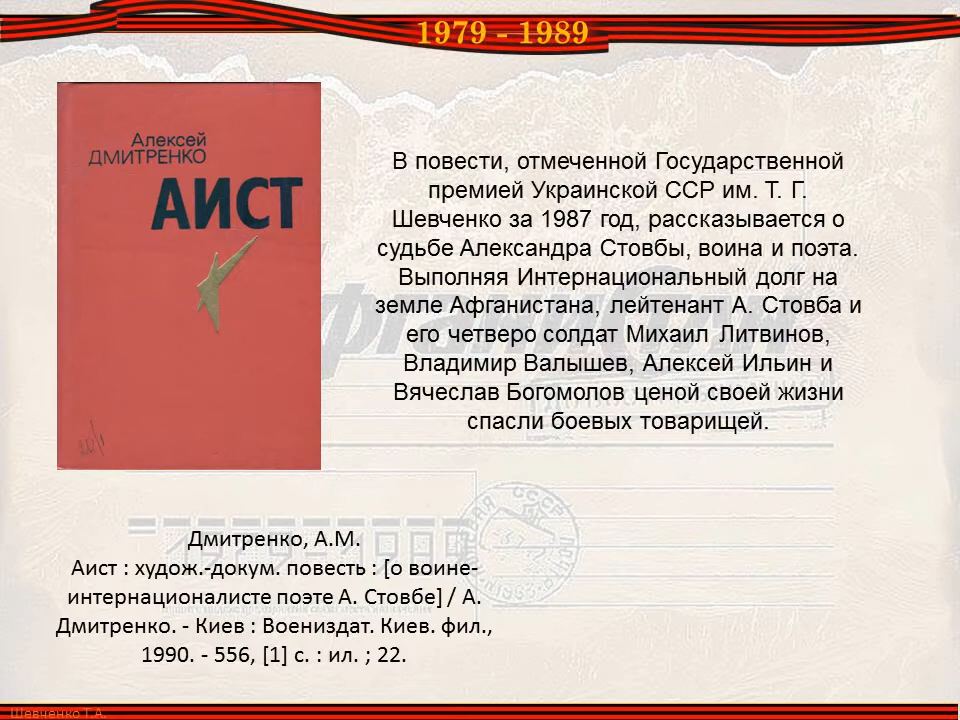 1979 - 1989
Алексей
ДМИТРЕНКО
АИСТ
В повести, отмеченной Государственной
премией Украинской ССР им. Т. Г.
Шевченко за 1987 год, рассказывается о
судьбе Александра Стовбы, воина и поэта.
Выполняя Интернациональный долг на
земле Афганистана, лейтенант А. Стовба и
его четверо солдат Михаил Литвинов,
Владимир Валышев, Алексей Ильин и
Вячеслав Богомолов ценой своей жизни
спасли боевых товарищей.
Дмитренко, А.М.
Аист : худож.-докум. повесть : [о воине-
интернационалисте поэте А. Стовбе] / А.
Дмитренко. - Киев : Воениздат. Киев. фил.,
1990. - 556, [1] с. : ил. ; 22.
Шевченко Т.А.